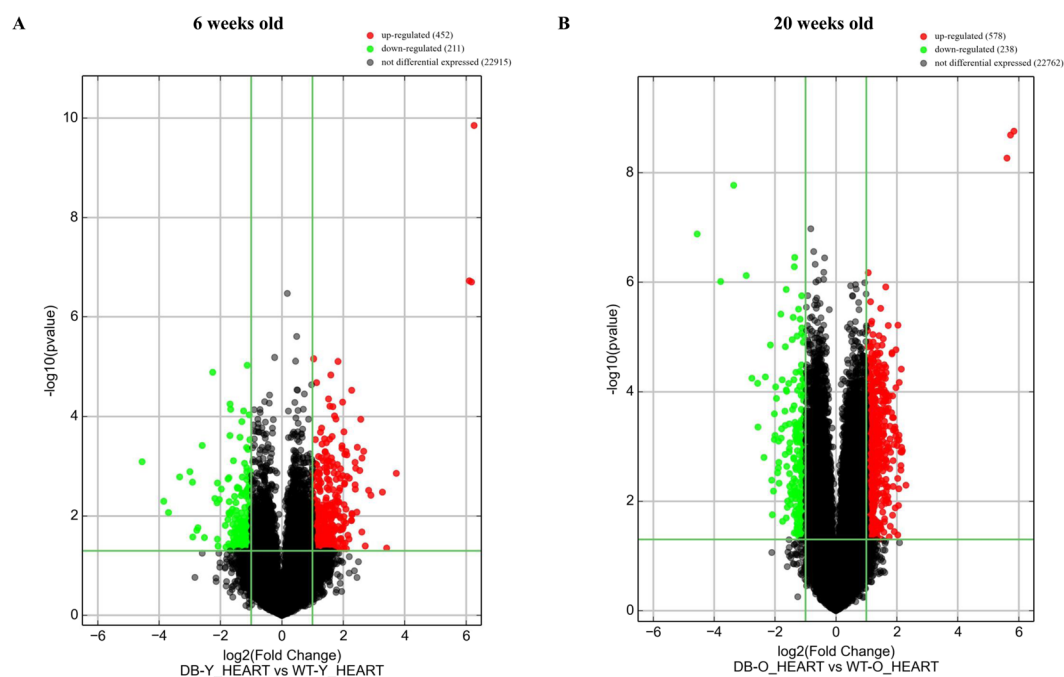 A
6 weeks old
up-regulated (452)
down-regulated (211)
not differential expressed (22915)
10
8
6
4
2
0
-log10(pvalue)
−6 −4 −2 0 2 4 6
log2(Fold Change)
DB-Y_HEART vs WT-Y_HEART
B
20 weeks old
up-regulated (578)
down-regulated (238)
not differential expressed (22762)
8
6
4
2
0
-log10(pvalue)
−6 −4 −2 0 2 4 6
log2(Fold Change)
DB-O_HEART vs WT-O_HEART